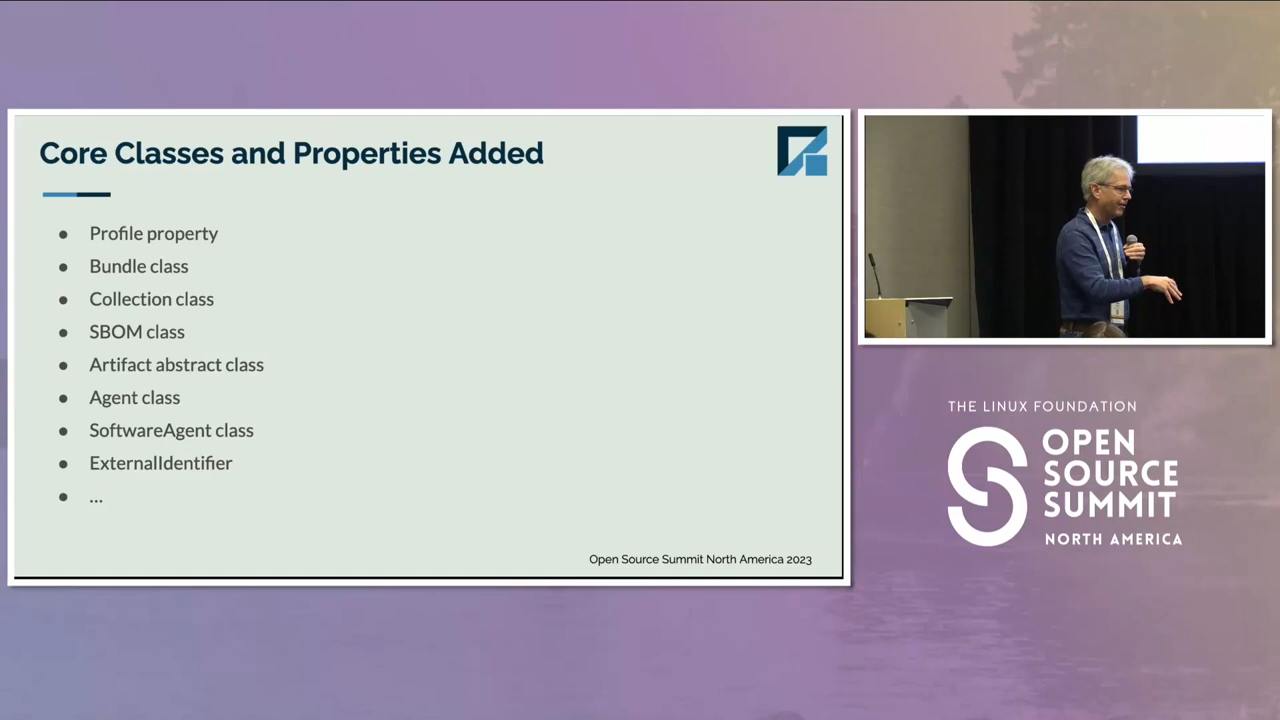 Core Classes and Properties Added
● Profile property
● Bundle class
● Collection class
● SBOM class
● Artifact abstract class
● Agent class
● SoftwareAgent class
● ExternalIdentifier
● ...
Open Source Summit North America 2023
THE LINUX FOUNDATION
OPEN
SOURCE
SUMMIT
NORTH AMERICA